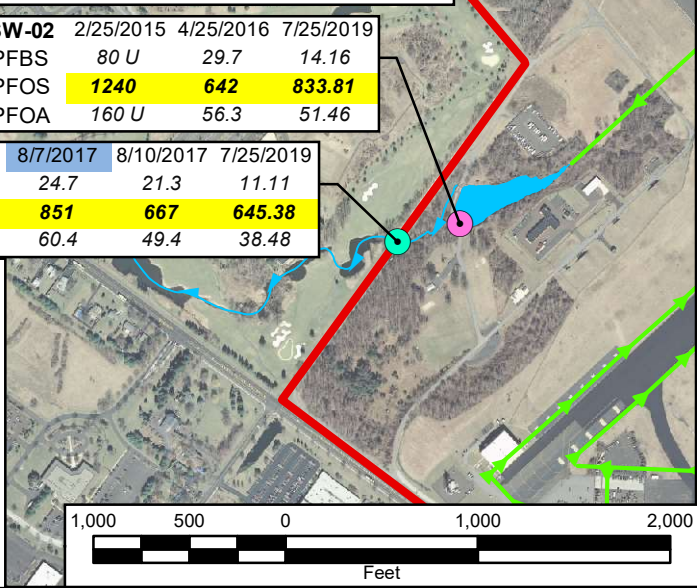 W-02 2/25/2015 4/25/2016 7/25/2019
PFBS 80 U 29.7 14.16
PFOS 1240 642 833.81
PFOA 160 U 56.3 51.46
8/7/2017 8/10/2017 7/25/2019
24.7 21.3 11.11
851 667 645.38
60.4 49.4 38.48
1,000 500 0 1,000 2,000
Feet